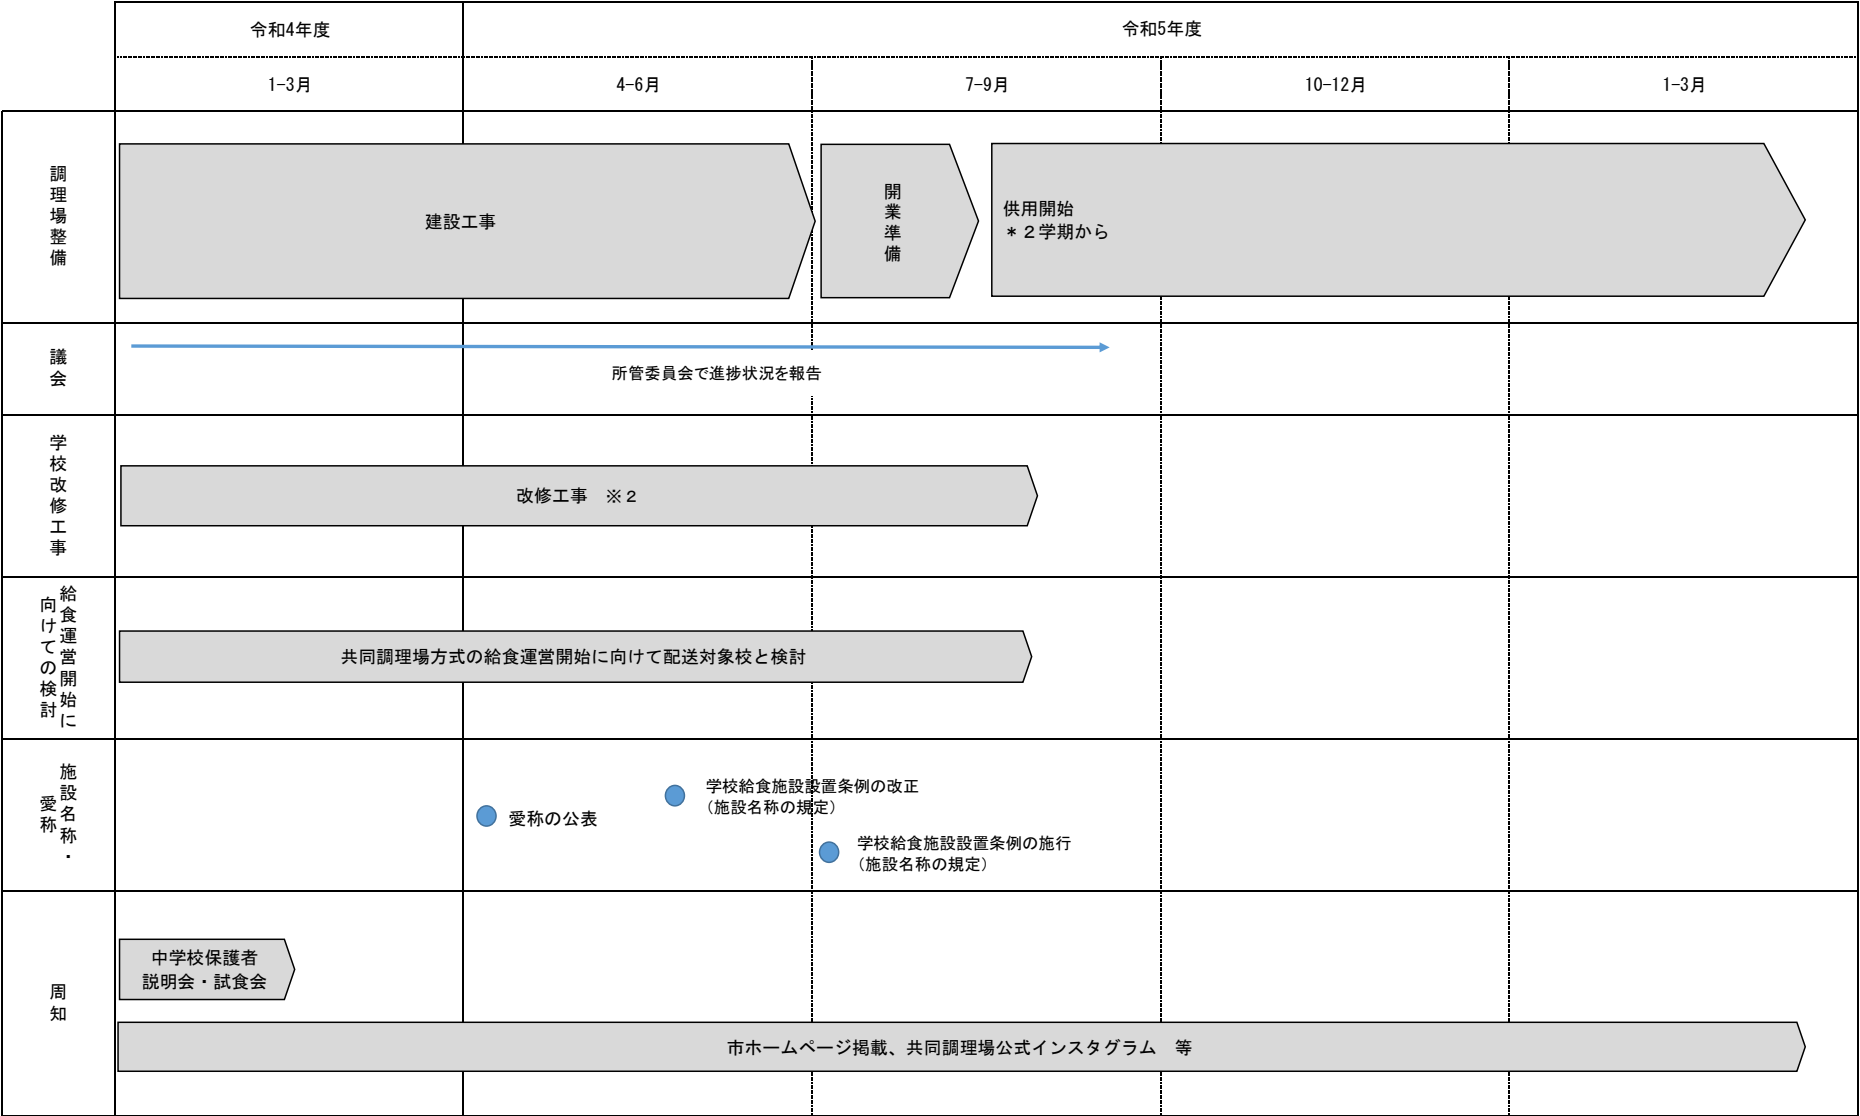 令和4年度
令和5年度
1-3月
4-6月
7-9月
10-12月
1-3月
調理場整備
建設工事
開業準備
供用開始
＊２学期から
議会
所管委員会で進捗状況を報告
学校改修工事
改修工事　※２
給食運営開始に
向けての検討
共同調理場方式の給食運営開始に向けて配送対象校と検討
施設名称・
愛称
愛称の公表
学校給食施設設置条例の改正
（施設名称の規定）
学校給食施設設置条例の施行
（施設名称の規定）
周知
中学校保護者
説明会・試食会
市ホームページ掲載、共同調理場公式インスタグラム　等